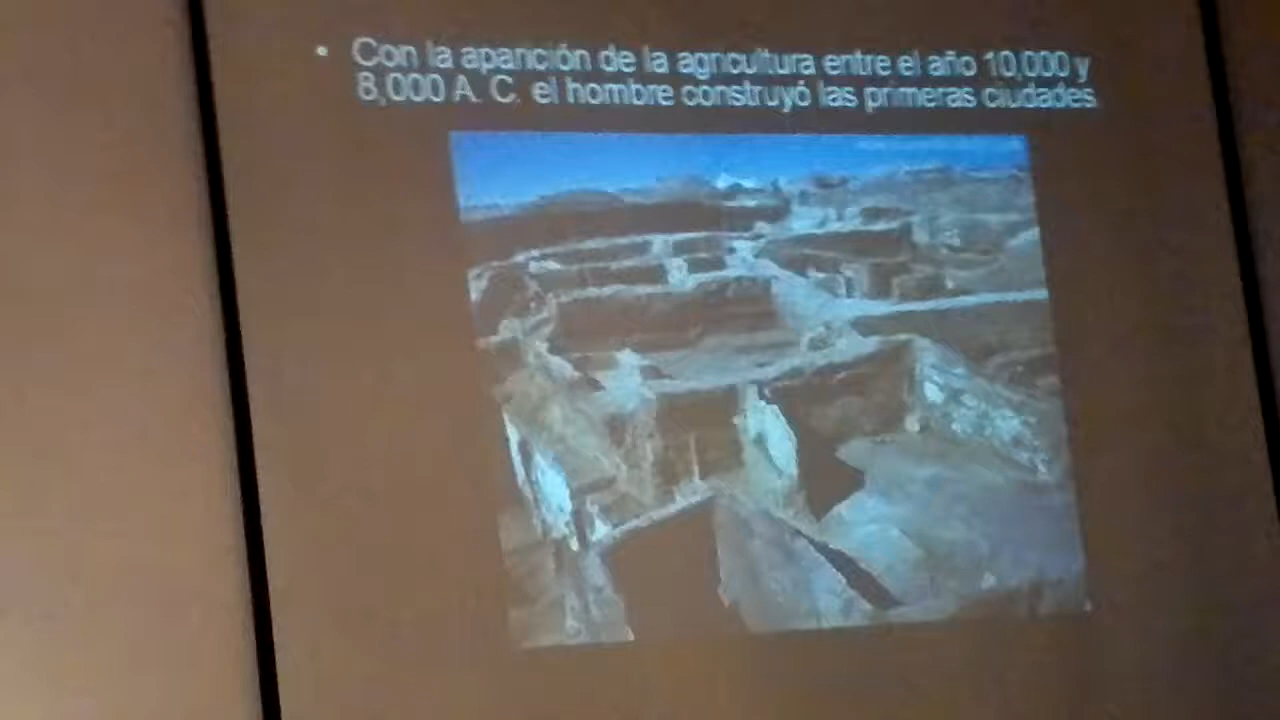 • Con la aparición de la agricultura entre el año 10,000 y
8,000 A. C. el hombre construyó las primeras ciudades